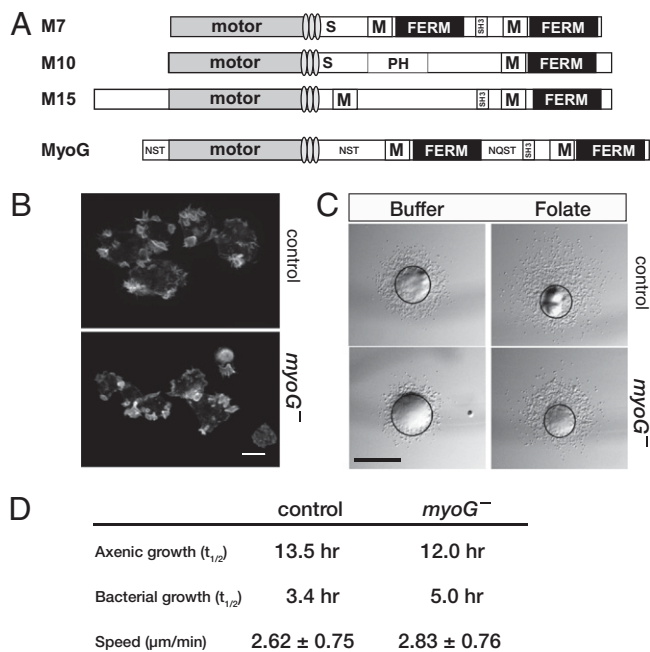 A
M7 motor S M FERM SH3 M FERM
M10 motor S PH M FERM
M15 motor M SH3 M FERM
MyoG NST motor NST M FERM NQST SH3 M FERM
B
control
myoG⁻
C
Buffer Folate
control
myoG⁻
D
control myoG⁻
Axenic growth (t1/2) 13.5 hr 12.0 hr
Bacterial growth (t1/2) 3.4 hr 5.0 hr
Speed (µm/min) 2.62 ± 0.75 2.83 ± 0.76